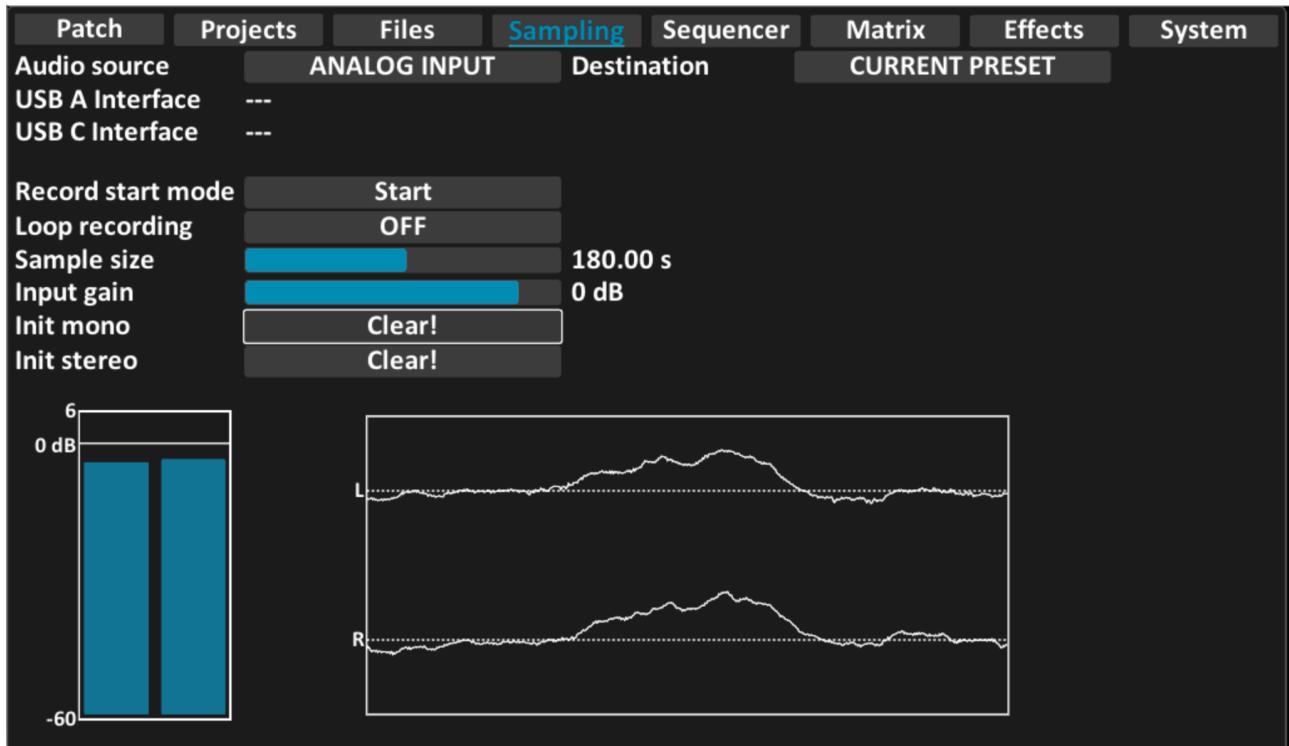 Patch Projects Files Sampling Sequencer Matrix Effects System
Audio source ANALOG INPUT Destination CURRENT PRESET
USB A Interface ---
USB C Interface ---
Record start mode Start
Loop recording OFF
Sample size 180.00 s
Input gain 0 dB
Init mono Clear!
Init stereo Clear!
6
0 dB
L
R
-60